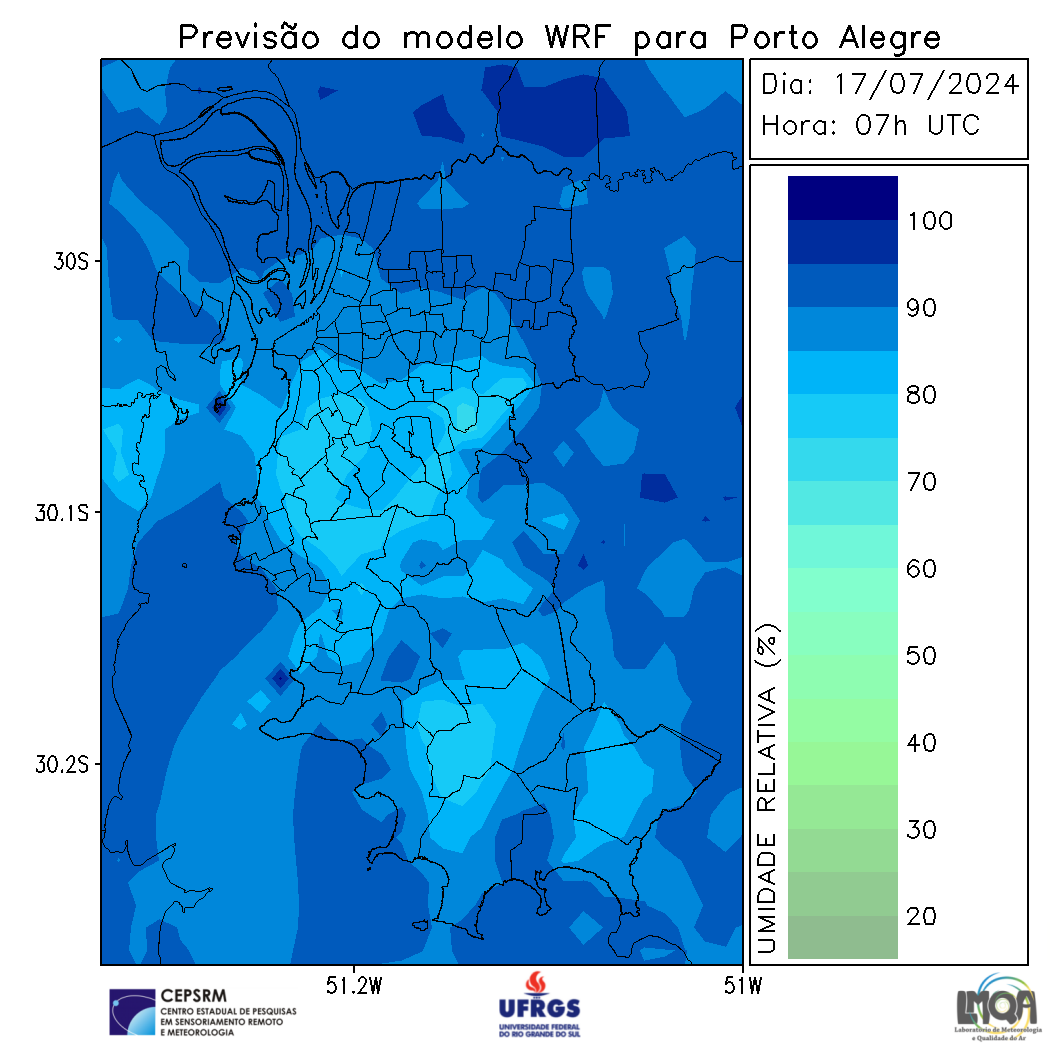 Previsão do modelo WRF para Porto Alegre
Dia: 17/07/2024
Hora: 07h UTC
100
90
80
70
60
50
40
30
20
UMIDADE RELATIVA (%)
30S
30.1S
30.2S
51.2W
51W
CEPSRM
CENTRO ESTADUAL DE PESQUISAS
EM SENSORIAMENTO REMOTO
E METEOROLOGIA
UFRGS
UNIVERSIDADE FEDERAL
DO RIO GRANDE DO SUL
LMQA
Laboratório de Meteorologia
e Qualidade do Ar